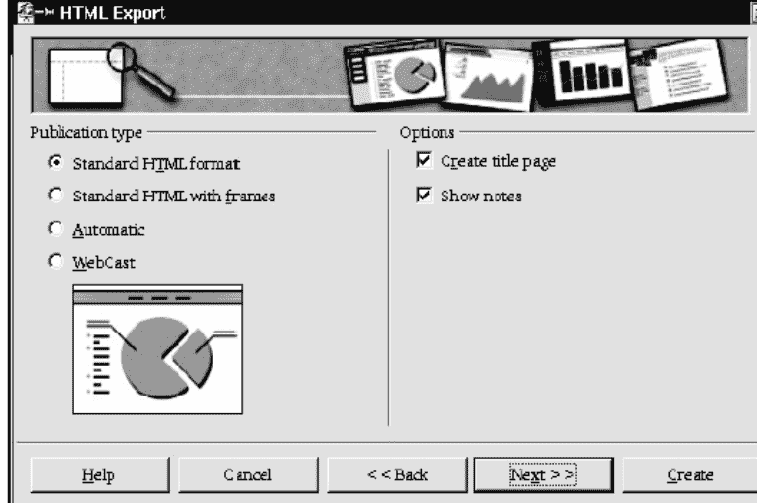 HTML Export
Publication type
Options
Standard HTML format
Create title page
Standard HTML with frames
Show notes
Automatic
WebCast
Help
Cancel
<< Back
Next >>
Create